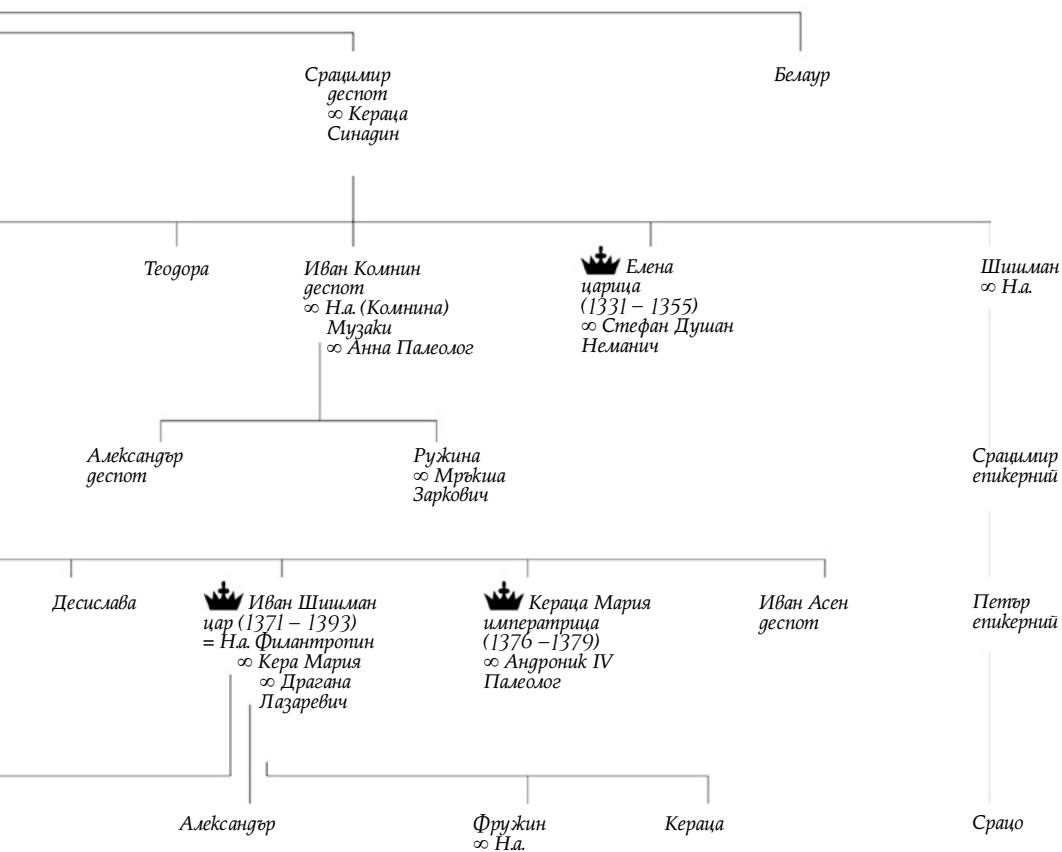 Срацимир
деспот
∞ Кераца
Синадин
Белаур
Теодора
Иван Комнин
деспот
∞ Н.а. (Комнина)
Музаки
∞ Анна Палеолог
Елена
царица
(1331 – 1355)
∞ Стефан Душан
Неманич
Шишман
∞ Н.а.
Александър
деспот
Ружина
∞ Мръкша
Заркович
Срацимир
епикерний
Десислава
Иван Шишман
цар (1371 – 1393)
= Н.а. Филантропин
∞ Кера Мария
∞ Драгана
Лазаревич
Кераца Мария
императрица
(1376 –1379)
∞ Андроник IV
Палеолог
Иван Асен
деспот
Петър
епикерний
Александър
Фружин
∞ Н.а.
Кераца
Срацо